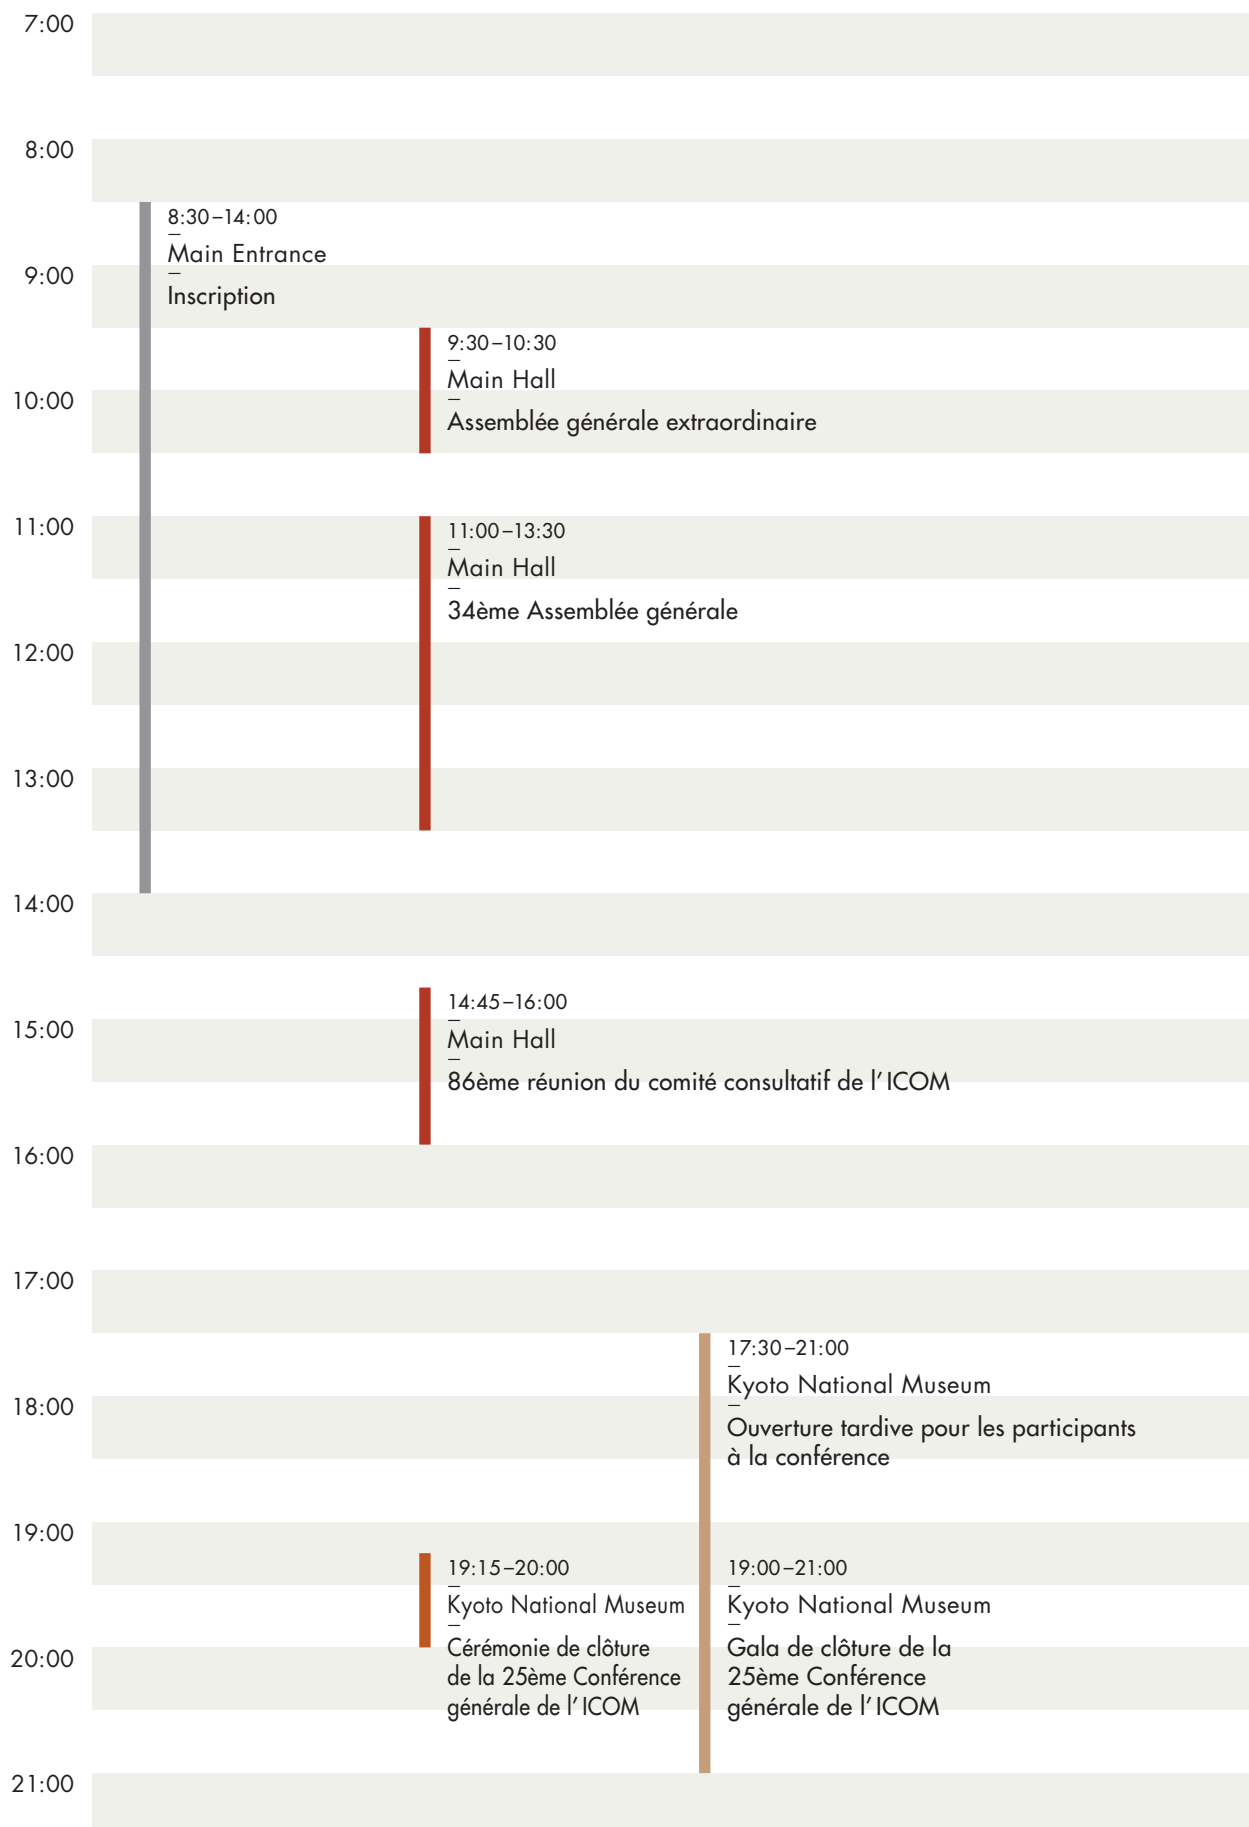 7:00
8:00
8:30–14:00
Main Entrance
9:00
Inscription
9:30–10:30
Main Hall
10:00
Assemblée générale extraordinaire
11:00
11:00–13:30
Main Hall
34ème Assemblée générale
12:00
13:00
14:00
14:45–16:00
15:00
Main Hall
86ème réunion du comité consultatif de l’ICOM
16:00
17:00
17:30–21:00
Kyoto National Museum
18:00
Ouverture tardive pour les participants
à la conférence
19:00
19:15–20:00
Kyoto National Museum
Cérémonie de clôture
de la 25ème Conférence
générale de l’ICOM
19:00–21:00
Kyoto National Museum
Gala de clôture de la
25ème Conférence
générale de l’ICOM
20:00
21:00